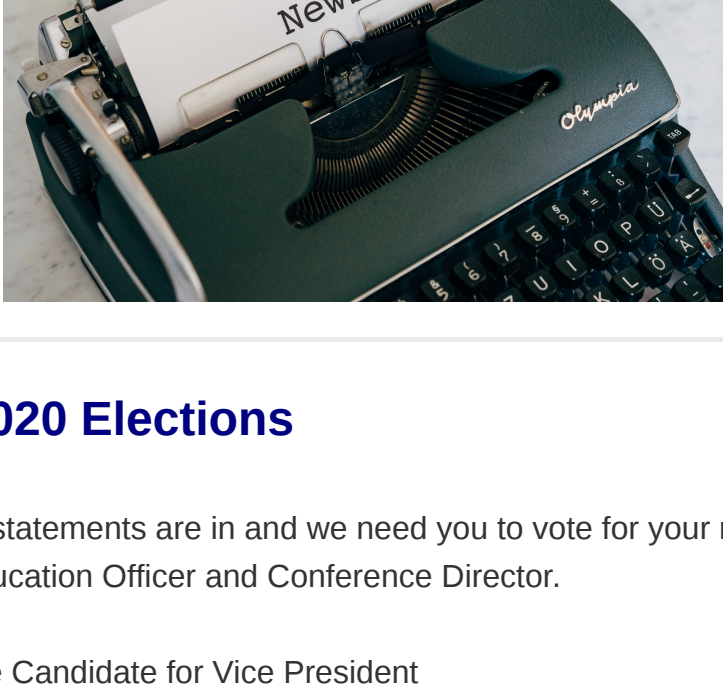 Olympia
TAB
Ü
P
O
I
U
Ä
Ö
L
K
020 Elections
statements are in and we need you to vote for your
ucation Officer and Conference Director.
e Candidate for Vice President